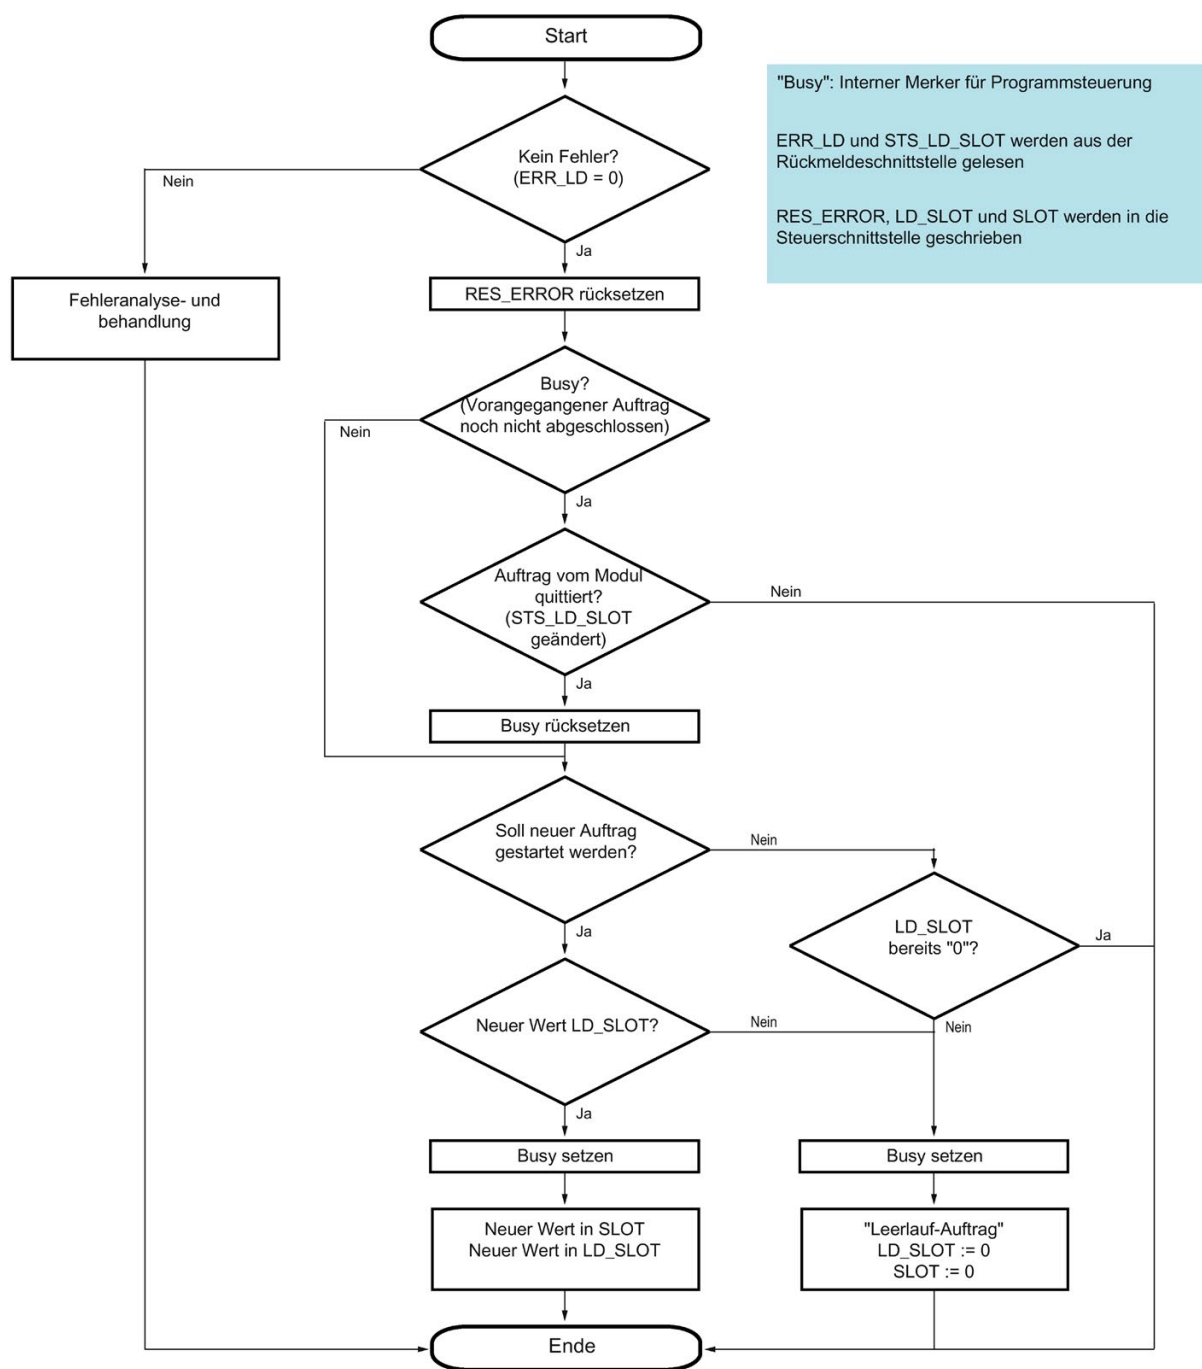 Start
"Busy": Interner Merker für Programmsteuerung
ERR_LD und STS_LD_SLOT werden aus der
Rückmeldeschnittstelle gelesen
RES_ERROR, LD_SLOT und SLOT werden in die
Steuerschnittstelle geschrieben
Kein Fehler?
(ERR_LD = 0)
Nein
Ja
Fehleranalyse- und
behandlung
RES_ERROR rücksetzen
Busy?
(Vorangegangener Auftrag
noch nicht abgeschlossen)
Nein
Ja
Auftrag vom Modul
quittiert?
(STS_LD_SLOT
geändert)
Nein
Ja
Busy rücksetzen
Soll neuer Auftrag
gestartet werden?
Nein
Ja
LD_SLOT
bereits "0"?
Ja
Nein
Neuer Wert LD_SLOT?
Nein
Ja
Busy setzen
Busy setzen
Neuer Wert in SLOT
Neuer Wert in LD_SLOT
"Leerlauf-Auftrag"
LD_SLOT := 0
SLOT := 0
Ende